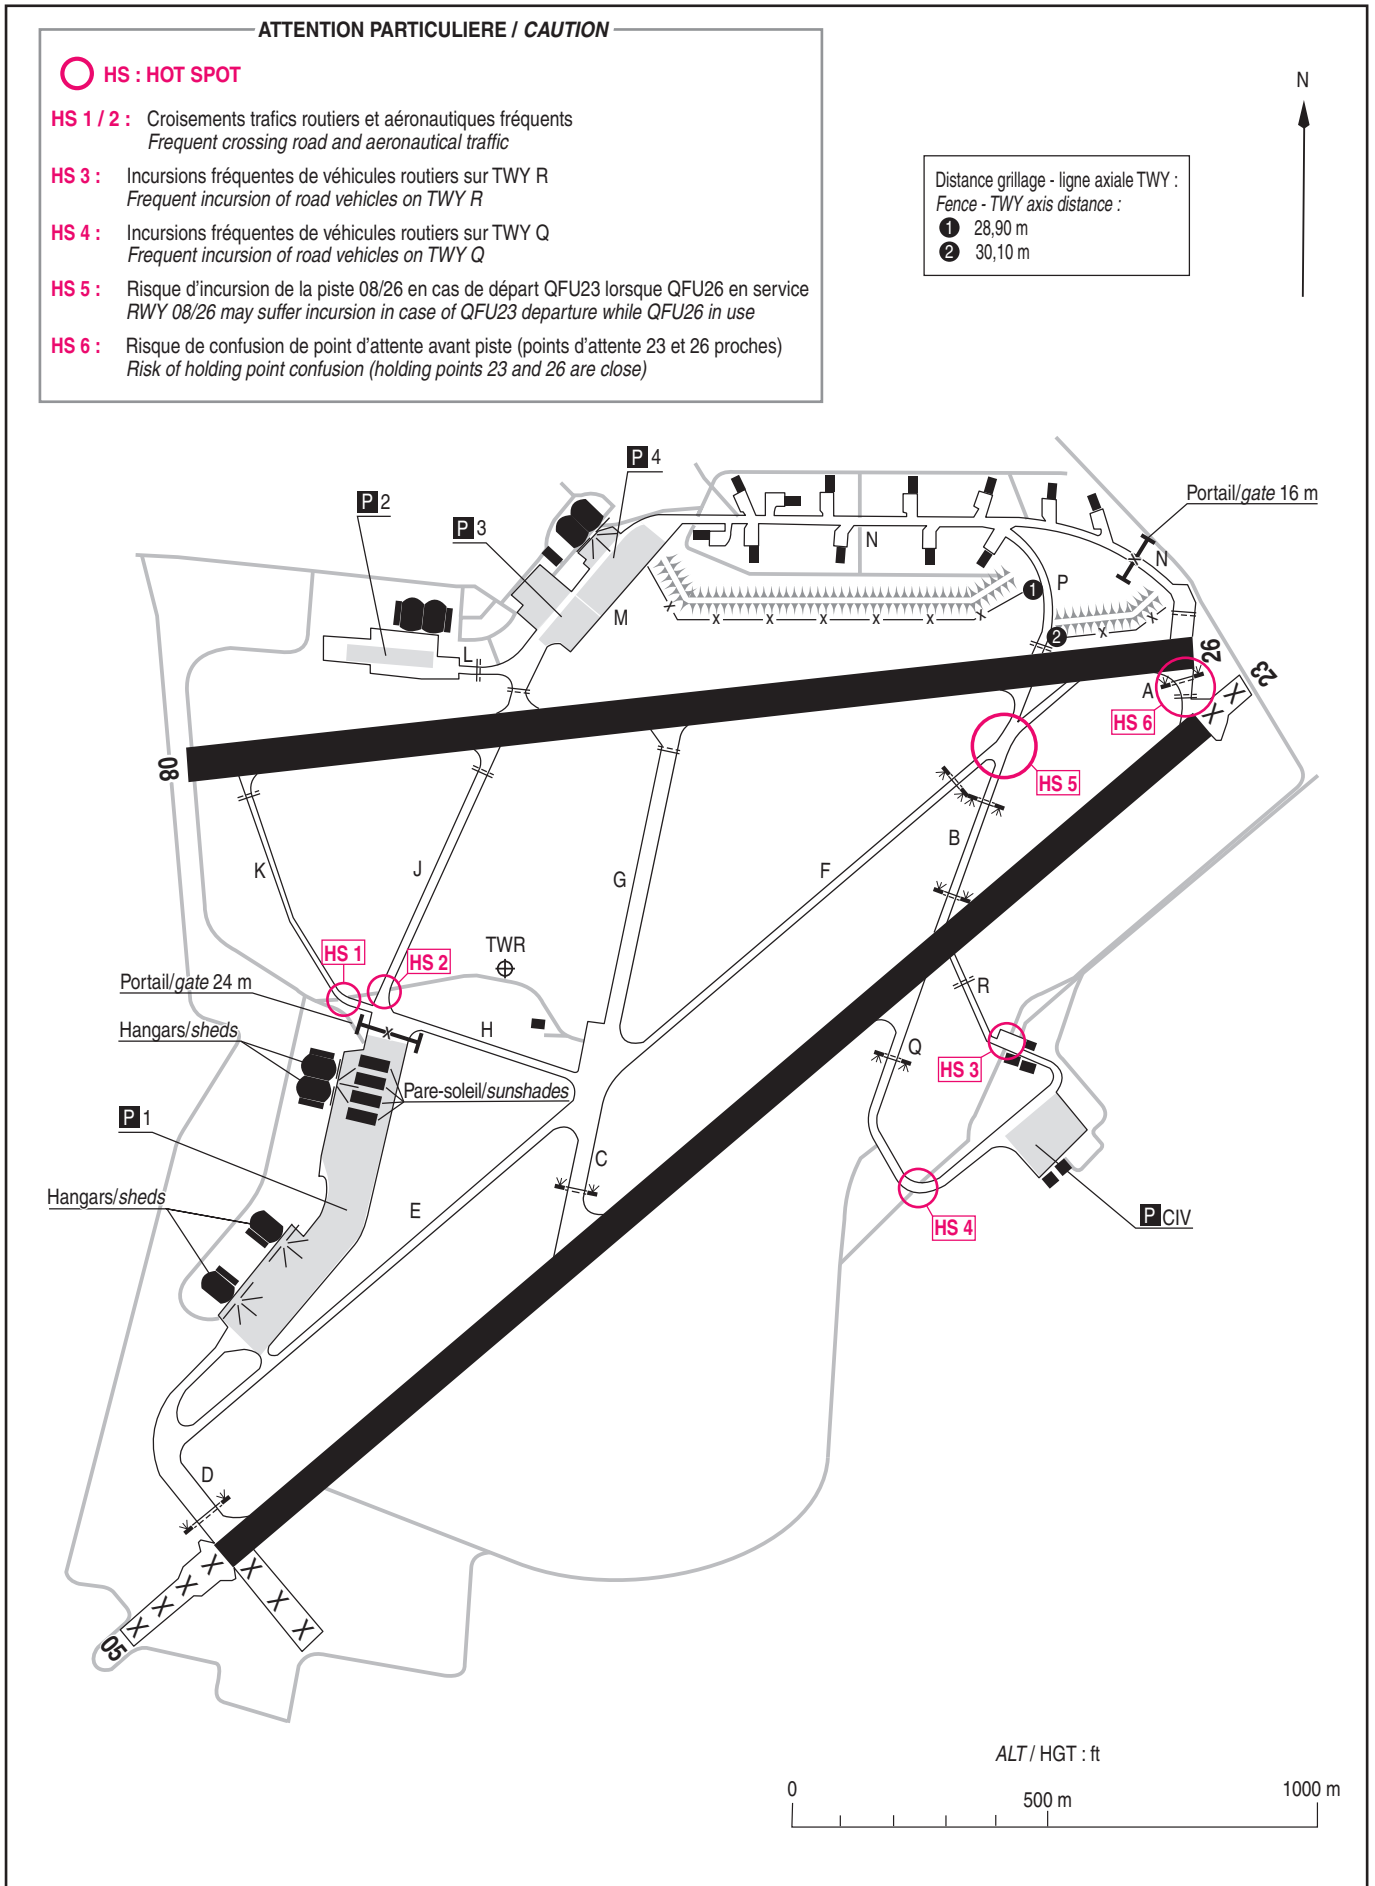 ATTENTION PARTICULIERE / CAUTION
HS : HOT SPOT
HS 1 / 2 : Croisements trafics routiers et aéronautiques fréquents
Frequent crossing road and aeronautical traffic
HS 3 : Incursions fréquentes de véhicules routiers sur TWY R
Frequent incursion of road vehicles on TWY R
HS 4 : Incursions fréquentes de véhicules routiers sur TWY Q
Frequent incursion of road vehicles on TWY Q
HS 5 : Risque d'incursion de la piste 08/26 en cas de départ QFU23 lorsque QFU26 en service
RWY 08/26 may suffer incursion in case of QFU23 departure while QFU26 in use
HS 6 : Risque de confusion de point d'attente avant piste (points d'attente 23 et 26 proches)
Risk of holding point confusion (holding points 23 and 26 are close)
N
Distance grillage - ligne axiale TWY :
Fence - TWY axis distance :
1 28,90 m
2 30,10 m
P 4
P 2
P 3
Portail/gate 16 m
N
N
1
P
M
2
L
26
23
A
HS 6
08
HS 5
B
K
J
G
F
HS 1
HS 2
TWR
Portail/gate 24 m
R
Hangars/sheds
H
Q
HS 3
Pare-soleil/sunshades
P 1
C
Hangars/sheds
E
HS 4
P CIV
D
05
ALT / HGT : ft
0
500 m
1000 m